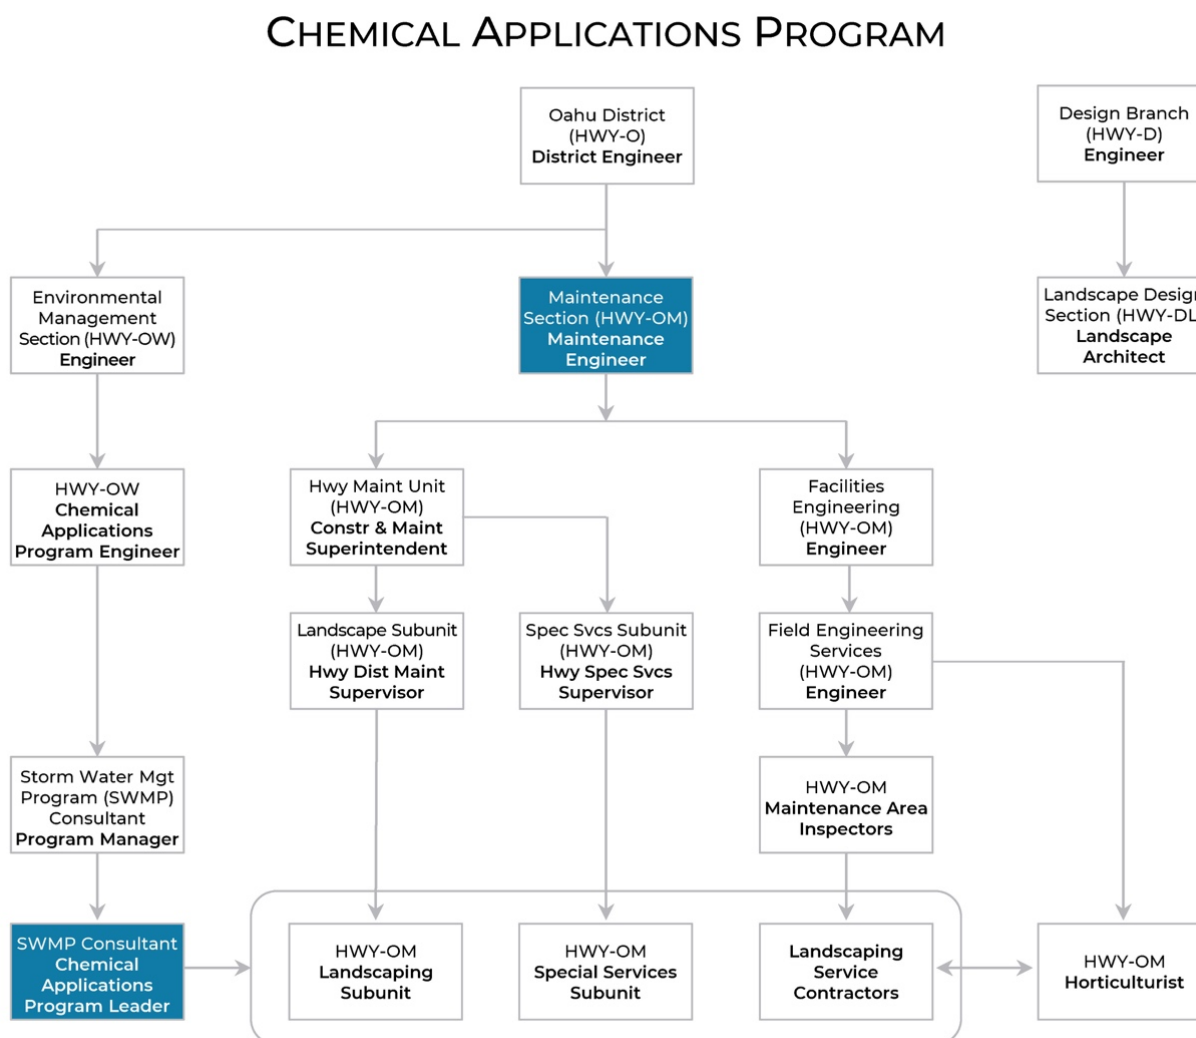 CHEMICAL APPLICATIONS PROGRAM
Oahu District
(HWY-O)
District Engineer
Design Branch
(HWY-D)
Engineer
Environmental
Management
Section (HWY-OW)
Engineer
Maintenance
Section (HWY-OM)
Maintenance
Engineer
Landscape Design
Section (HWY-DL
Landscape
Architect
HWY-OW
Chemical
Applications
Program Engineer
Hwy Maint Unit
(HWY-OM)
Constr & Maint
Superintendent
Facilities
Engineering
(HWY-OM)
Engineer
Landscape Subunit
(HWY-OM)
Hwy Dist Maint
Supervisor
Spec Svcs Subunit
(HWY-OM)
Hwy Spec Svcs
Supervisor
Field Engineering
Services
(HWY-OM)
Engineer
Storm Water Mgt
Program (SWMP)
Consultant
Program Manager
HWY-OM
Maintenance Area
Inspectors
SWMP Consultant
Chemical
Applications
Program Leader
HWY-OM
Landscaping
Subunit
HWY-OM
Special Services
Subunit
Landscaping
Service
Contractors
HWY-OM
Horticulturist